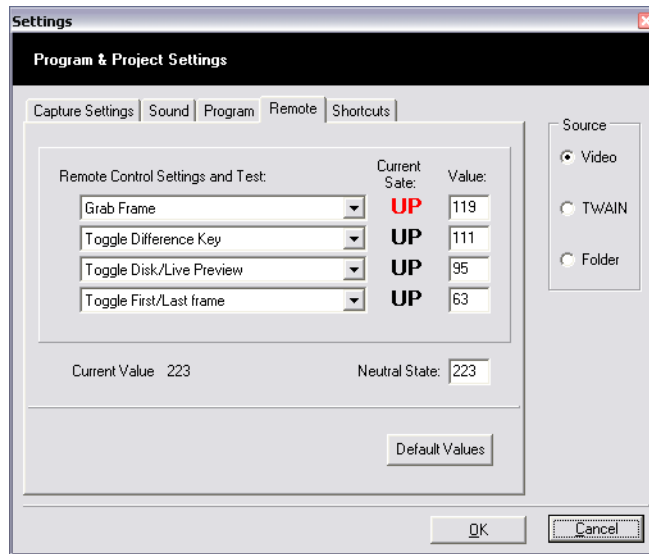 Settings
Program & Project Settings
Capture Settings Sound Program Remote Shortcuts
Source
Video
TWAIN
Folder
Remote Control Settings and Test: Current Sate: Value:
Grab Frame UP 119
Toggle Difference Key UP 111
Toggle Disk/Live Preview UP 95
Toggle First/Last frame UP 63
Current Value 223 Neutral State: 223
Default Values
OK Cancel